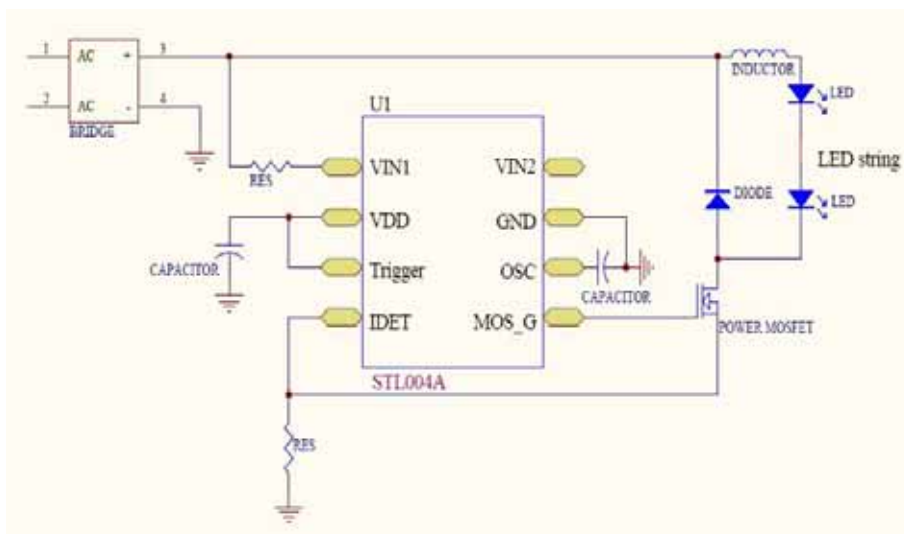 1 AC + 3
2 AC - 4
BRIDGE
INDUCTOR
LED
LED string
LED
DIODE
U1
RES
VIN1
VIN2
VDD
GND
CAPACITOR
Trigger
OSC
CAPACITOR
IDET
MOS_G
POWER MOSFET
STL004A
RES